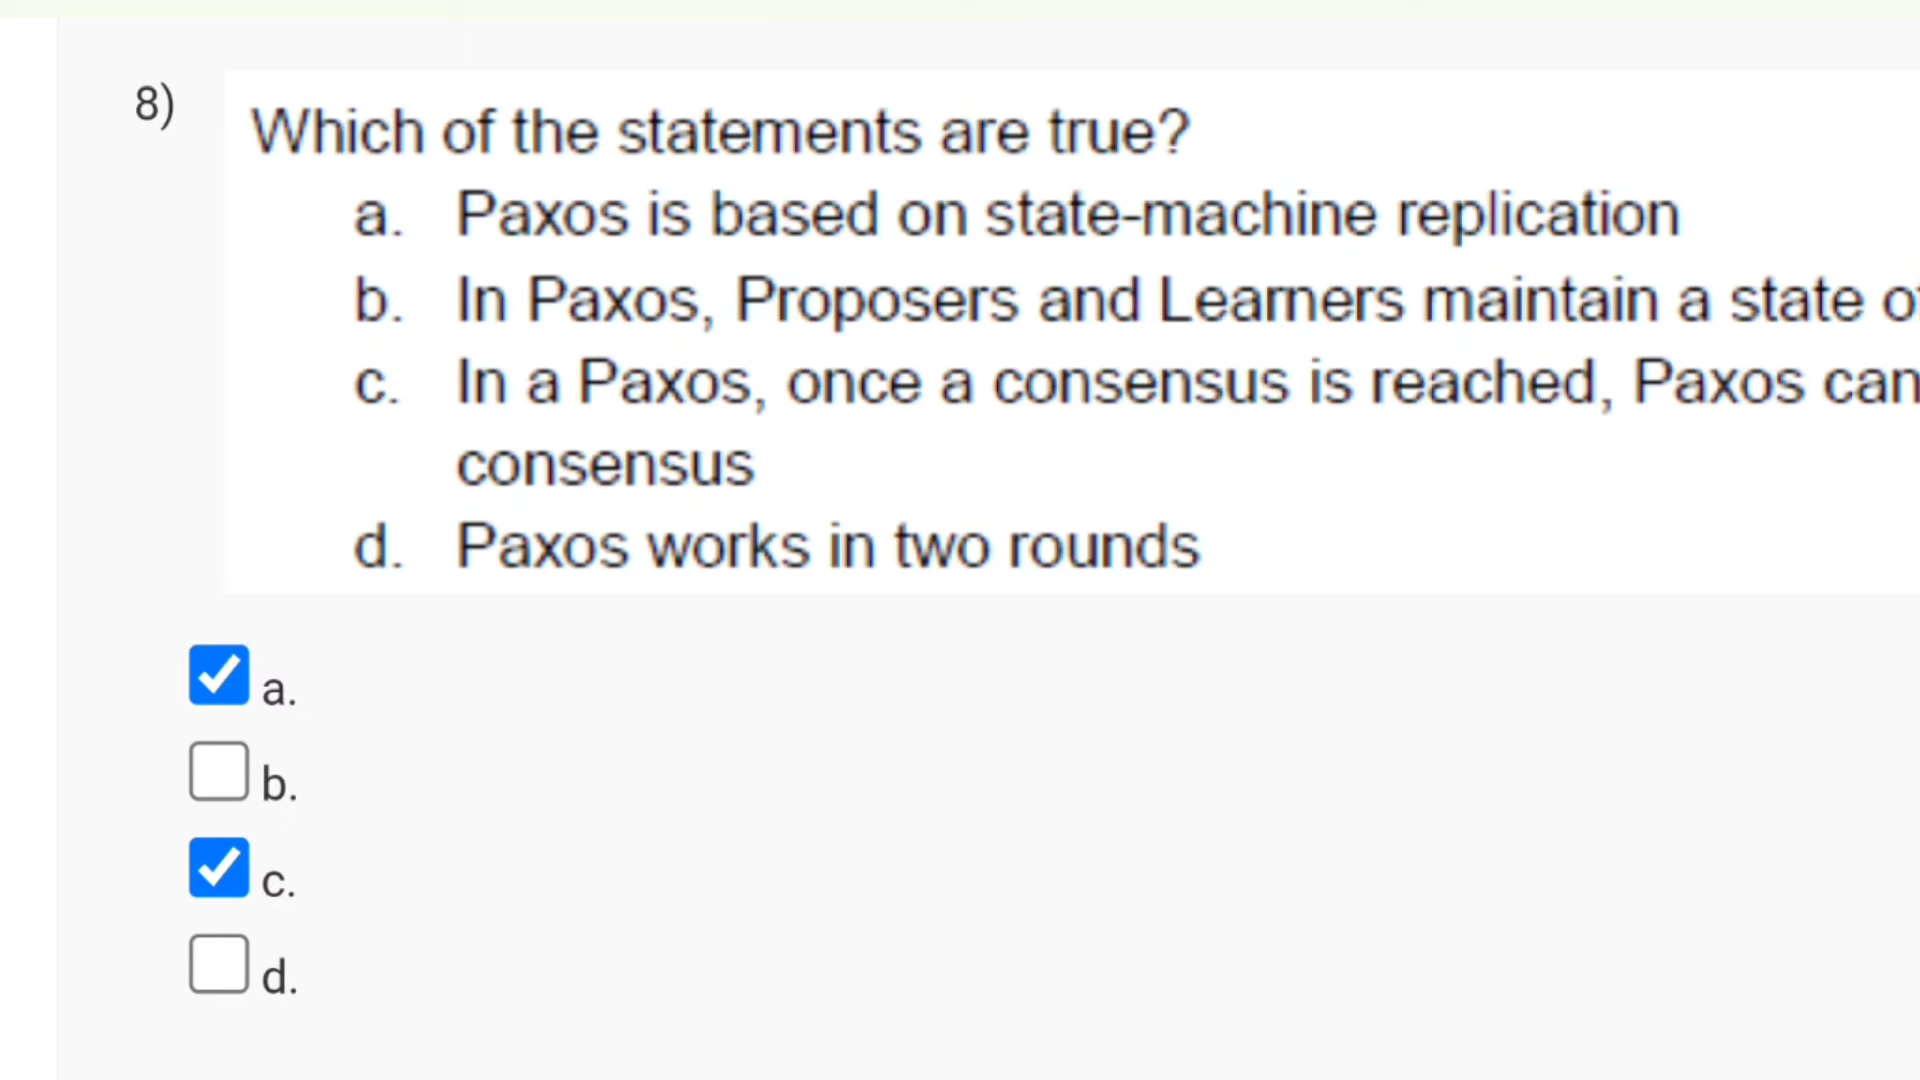 8)
Which of the statements are true?
a. Paxos is based on state-machine replication
b. In Paxos, Proposers and Learners maintain a state
c. In a Paxos, once a consensus is reached, Paxos can
consensus
d. Paxos works in two rounds
a.
b.
c.
d.